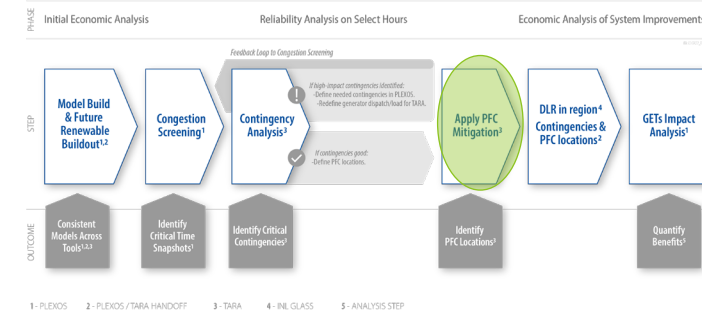 PHASE
Initial Economic Analysis
Reliability Analysis on Select Hours
Economic Analysis of System Improvements
Feedback Loop to Congestion Screening
STEP
Model Build
& Future
Renewable
Buildout1,2
Congestion
Screening1
Contingency
Analysis3
!
If high-impact contingencies identified:
-Define needed contingencies in PLEXOS.
-Redefine generator dispatch/load for TARA.
If contingencies good:
-Define PFC locations.
Apply PFC
Mitigation3
DLR in region4
Contingencies &
PFC locations2
GETs Impact
Analysis1
OUTCOME
Consistent
Models Across
Tools1,2,3
Identify
Critical Time
Snapshots1
Identify Critical
Contingencies3
Identify
PFC Locations3
Quantify
Benefits5
1 - PLEXOS
2 - PLEXOS / TARA HANDOFF
3 - TARA
4 - INL GLASS
5 - ANALYSIS STEP